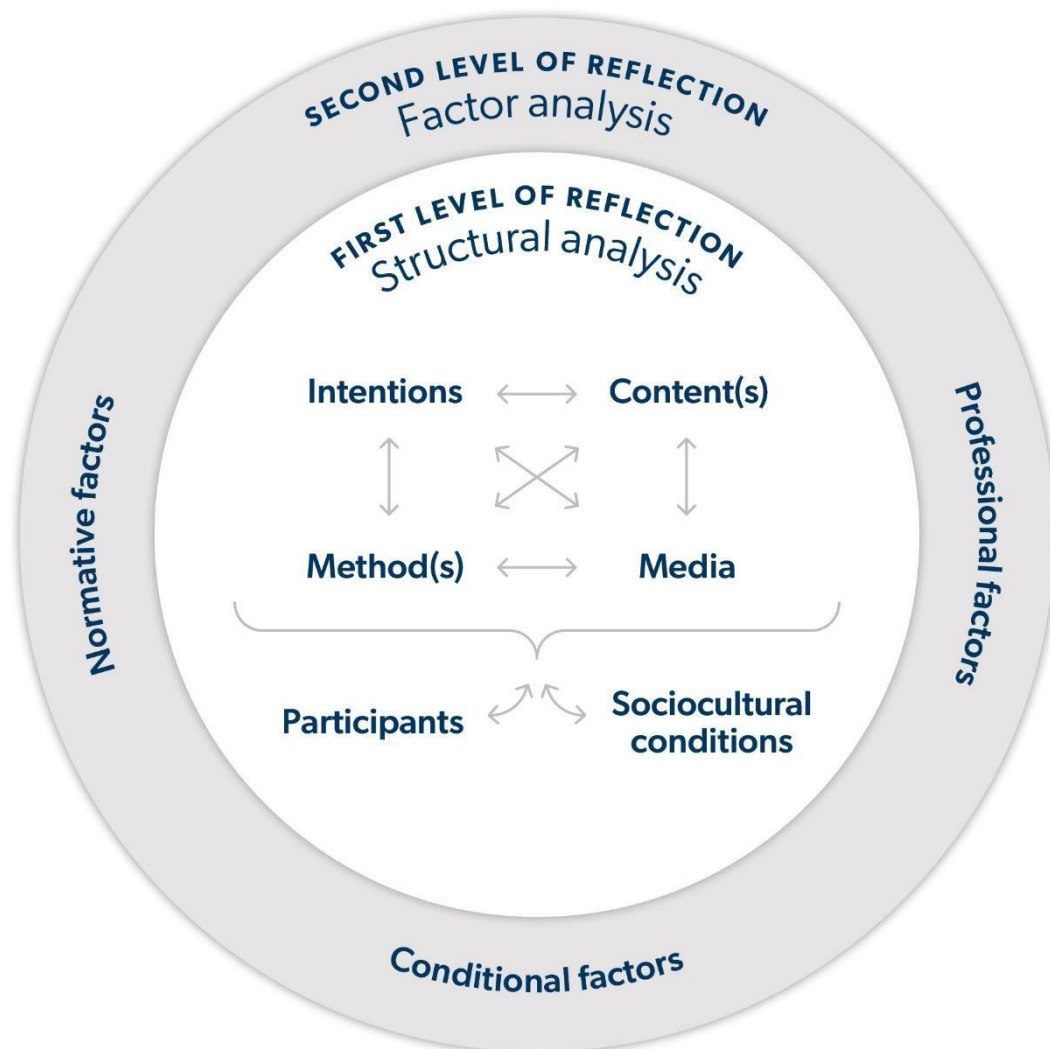 SECOND LEVEL OF REFLECTION
Factor analysis
FIRST LEVEL OF REFLECTION
Structural analysis
Intentions
Content(s)
Normative factors
Professional factors
Method(s)
Media
Participants
Sociocultural
conditions
Conditional factors